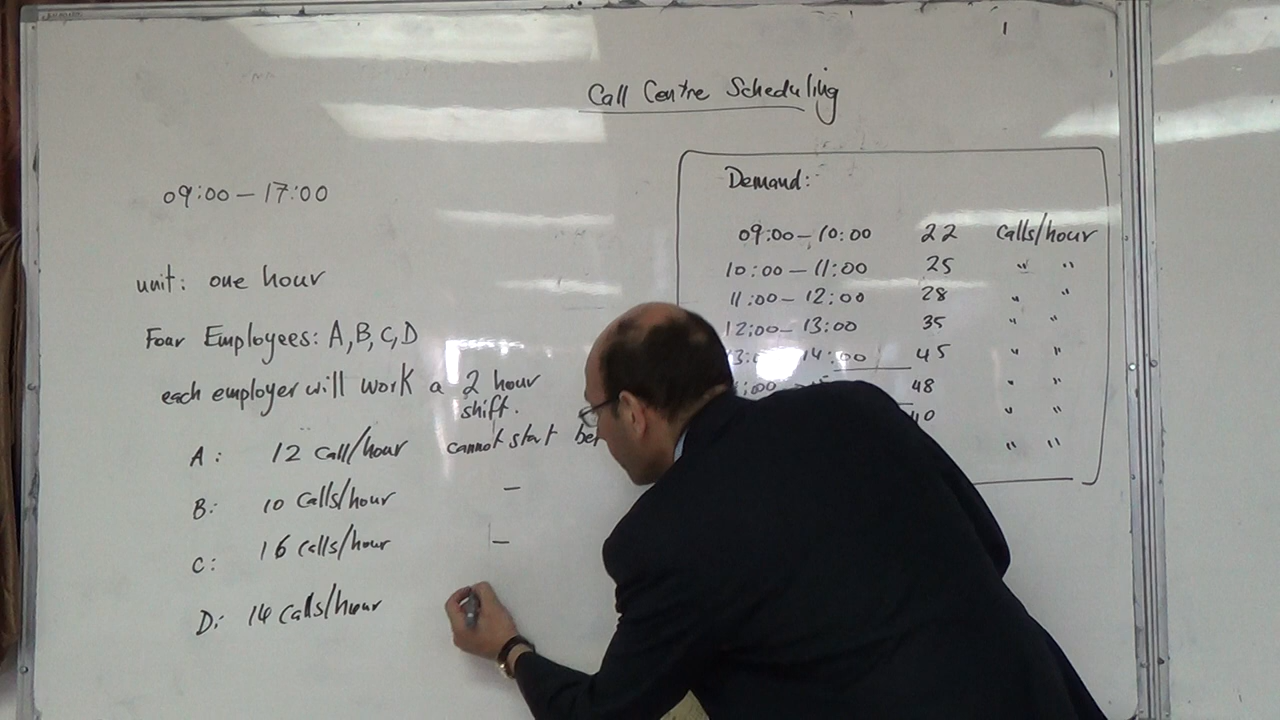 Call Centre Scheduling
09:00 – 17:00
unit: one hour
Four Employees: A, B, C, D
each employer will work a 2 hour
shift.
A: 12 Call/hour cannot start
B: 10 Calls/hour –
C: 16 Calls/hour –
D: 14 Calls/hour
Demand:
09:00 – 10:00 22 Calls/hour
10:00 – 11:00 25 " "
11:00 – 12:00 28 " "
12:00 – 13:00 35 " "
14:00 45 " "
48 " "
40 " "
" "